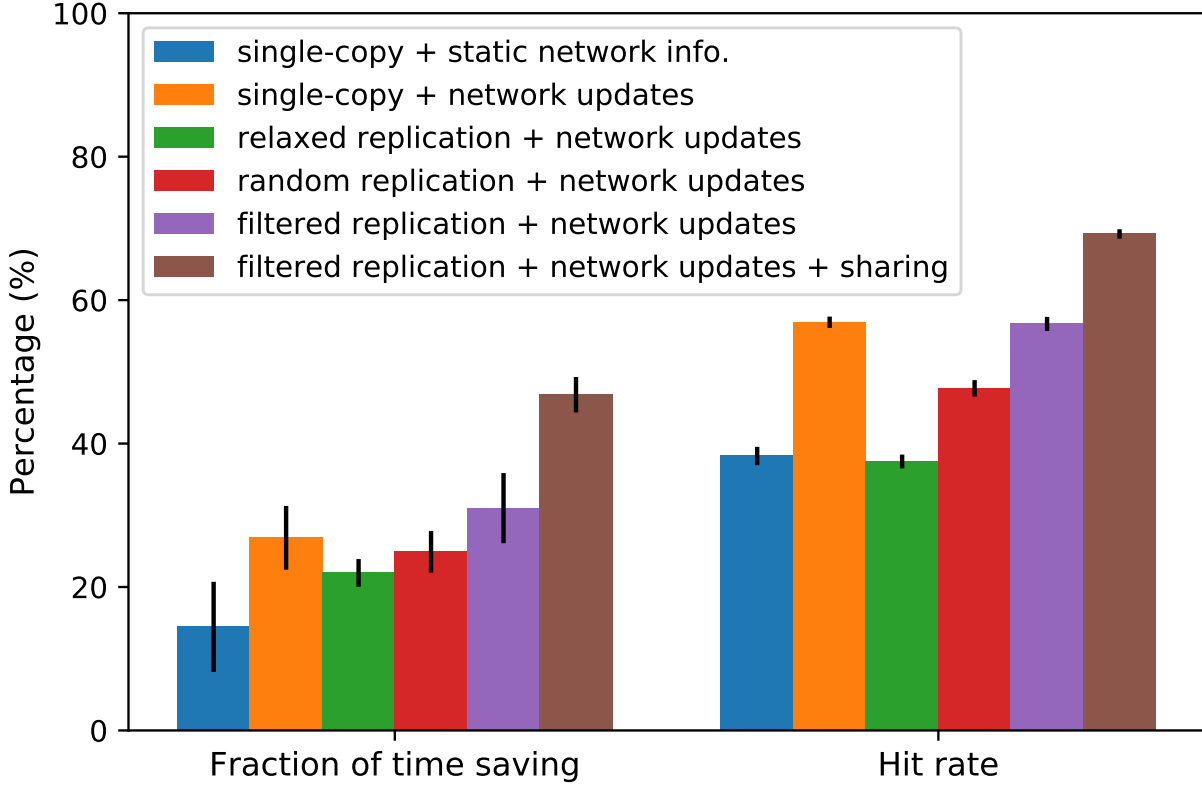 100
80
60
40
20
0
Percentage (%)
single-copy + static network info.
single-copy + network updates
relaxed replication + network updates
random replication + network updates
filtered replication + network updates
filtered replication + network updates + sharing
Fraction of time saving
Hit rate